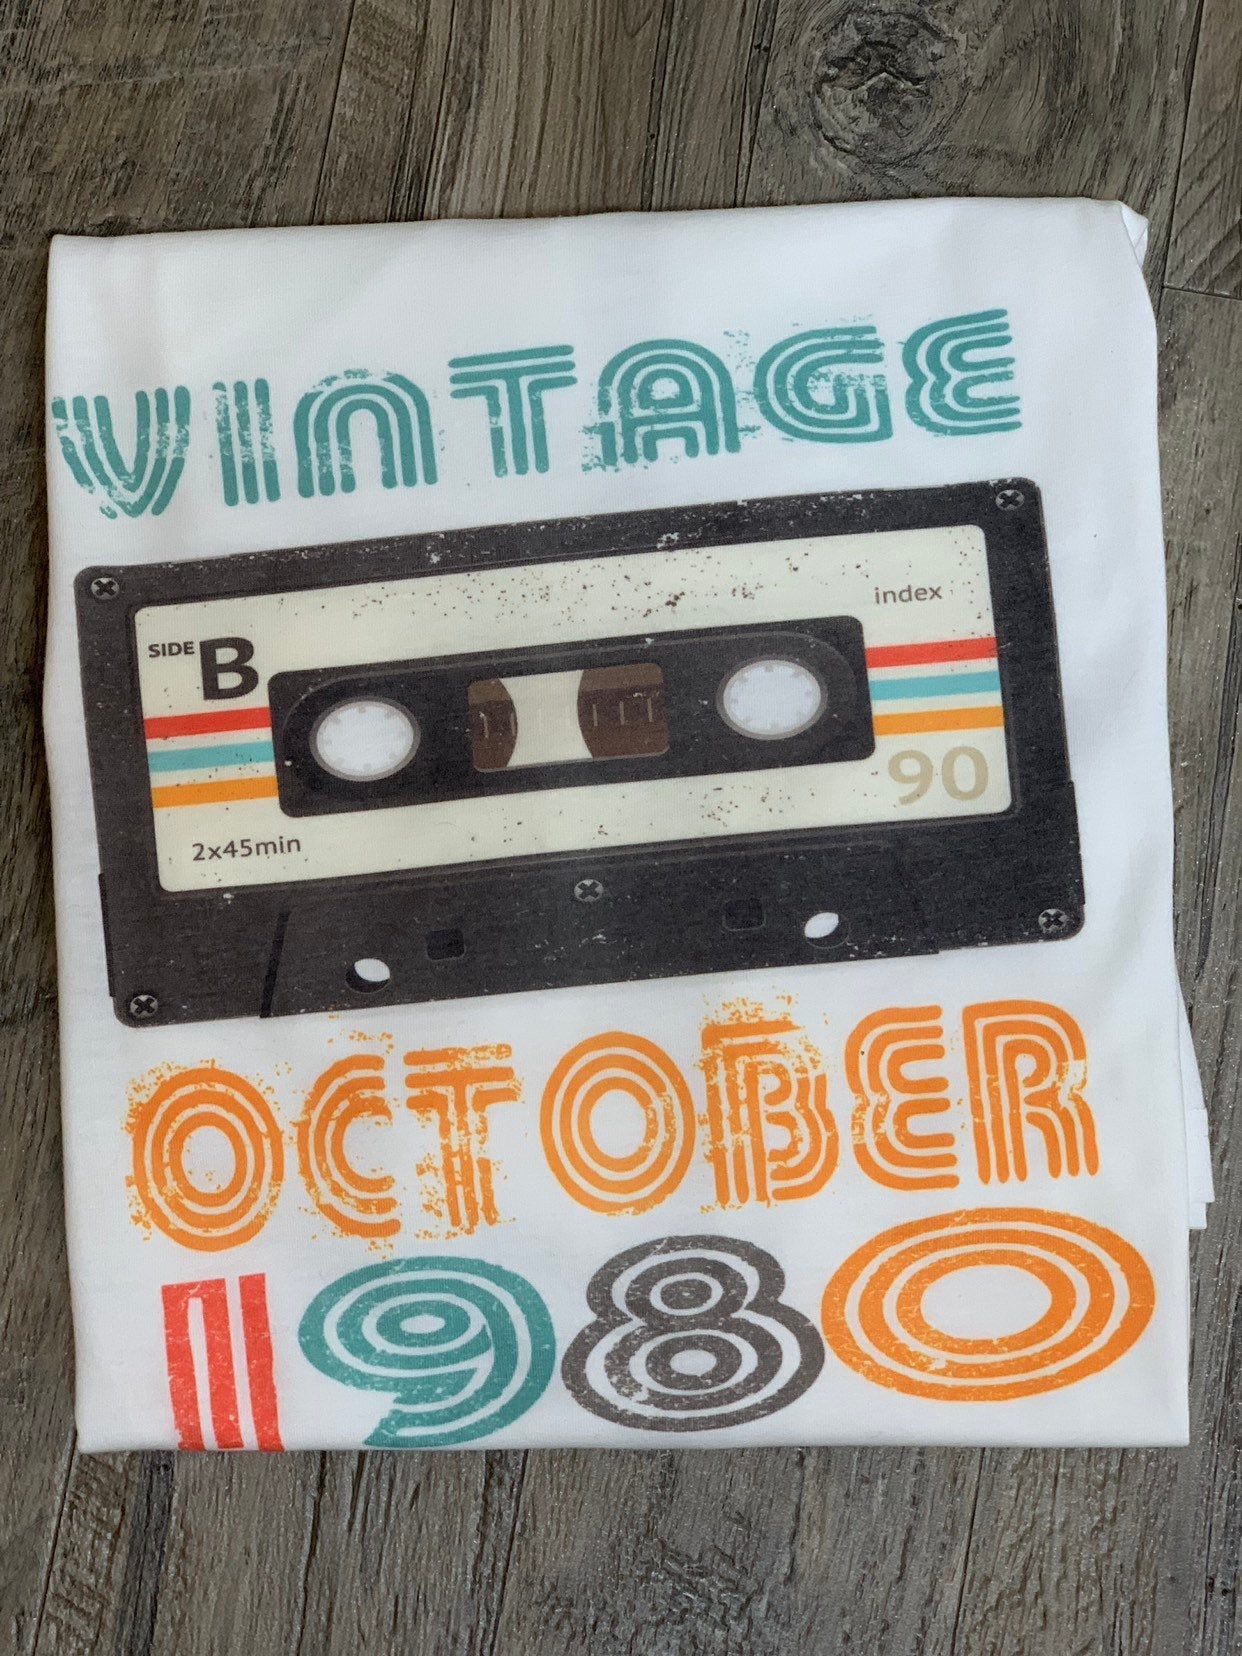 VINTAGE
index
SIDE B
90
2x45min
OCTOBER
1980